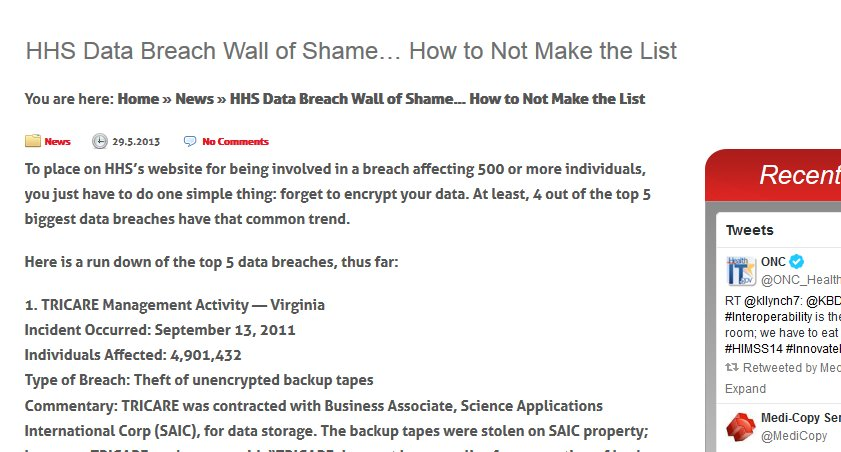 HHS Data Breach Wall of Shame... How to Not Make the List
You are here: Home » News » HHS Data Breach Wall of Shame... How to Not Make the List
News 29.5.2013 No Comments
To place on HHS's website for being involved in a breach affecting 500 or more individuals,
you just have to do one simple thing: forget to encrypt your data. At least, 4 out of the top 5
biggest data breaches have that common trend.
Here is a run down of the top 5 data breaches, thus far:
1. TRICARE Management Activity — Virginia
Incident Occurred: September 13, 2011
Individuals Affected: 4,901,432
Type of Breach: Theft of unencrypted backup tapes
Commentary: TRICARE was contracted with Business Associate, Science Applications
International Corp (SAIC), for data storage. The backup tapes were stolen on SAIC property;
Recent
Tweets
Health IT.gov
ONC
@ONC_Health
RT @kllynch7: @KBD
#Interoperability is the
room; we have to eat
#HIMSS14 #Innovatel
Retweeted by Med
Expand
Medi-Copy Ser
@MediCopy